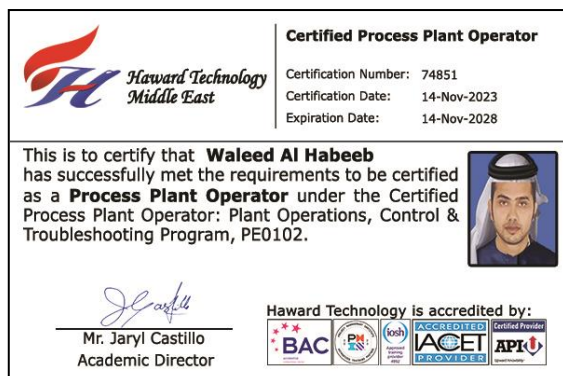 Haward Technology
Middle East
Certified Process Plant Operator
Certification Number: 74851
Certification Date: 14-Nov-2023
Expiration Date: 14-Nov-2028
This is to certify that Waleed Al Habeeb
has successfully met the requirements to be certified
as a Process Plant Operator under the Certified
Process Plant Operator: Plant Operations, Control &
Troubleshooting Program, PE0102.
Mr. Jaryl Castillo
Academic Director
Haward Technology is accredited by:
BAC
iosh
ACCREDITED
IACET
PROVIDER
Certified Provider
API